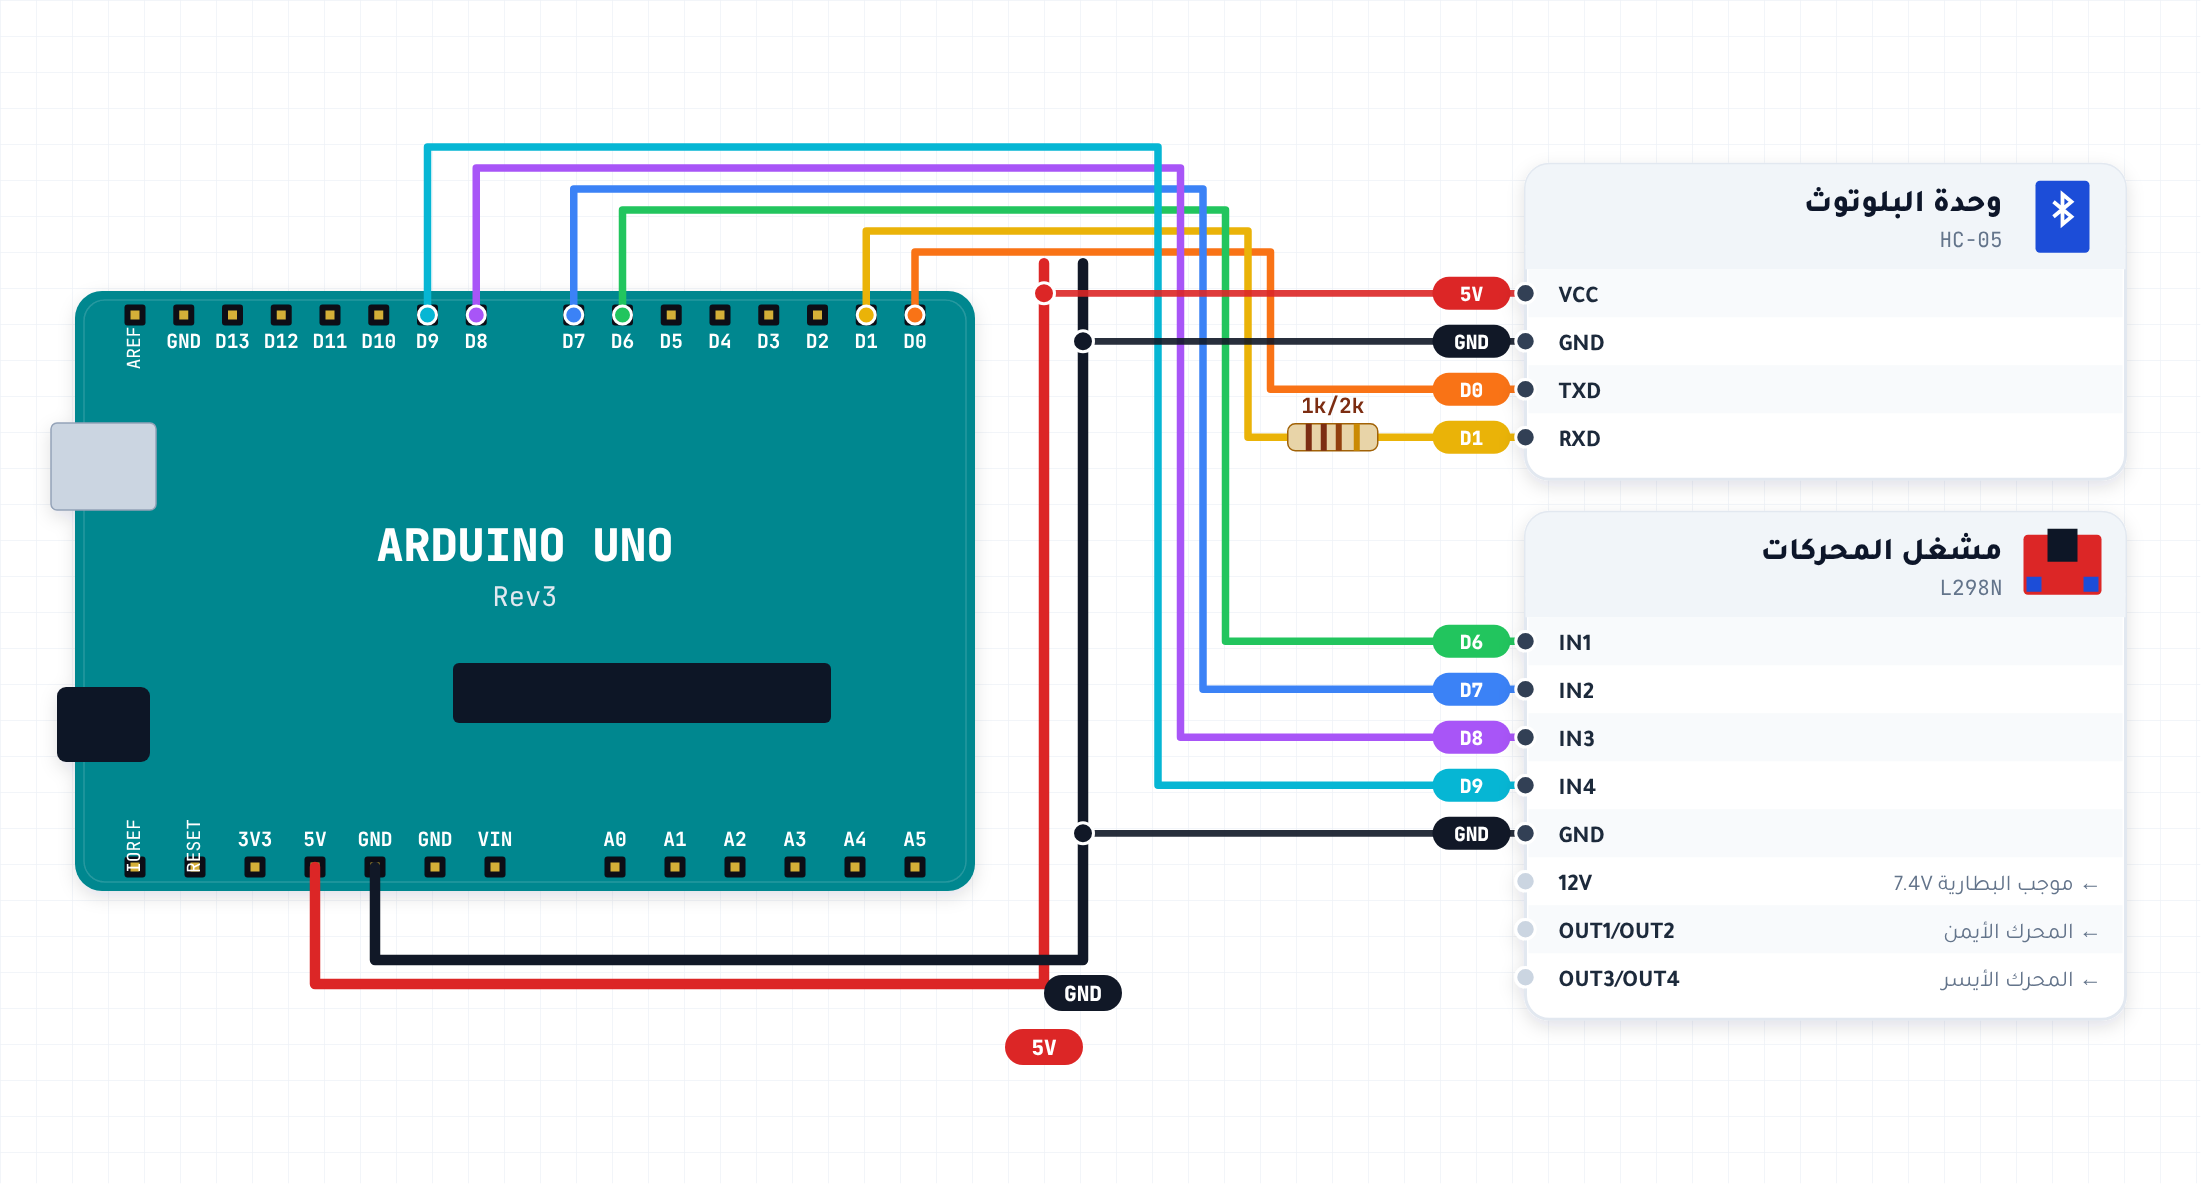 AREF
GND D13 D12 D11 D10 D9 D8 D7 D6 D5 D4 D3 D2 D1 D0
ARDUINO UNO
Rev3
IOREF
RESET
3V3 5V GND GND VIN A0 A1 A2 A3 A4 A5
GND
5V
وحدة البلوتوث
HC-05
5V VCC
GND GND
D0 TXD
1k/2k
D1 RXD
مشغل المحركات
L298N
D6 IN1
D7 IN2
D8 IN3
D9 IN4
GND GND
12V ← موجب البطارية 7.4V
OUT1/OUT2 ← المحرك الأيمن
OUT3/OUT4 ← المحرك الأيسر